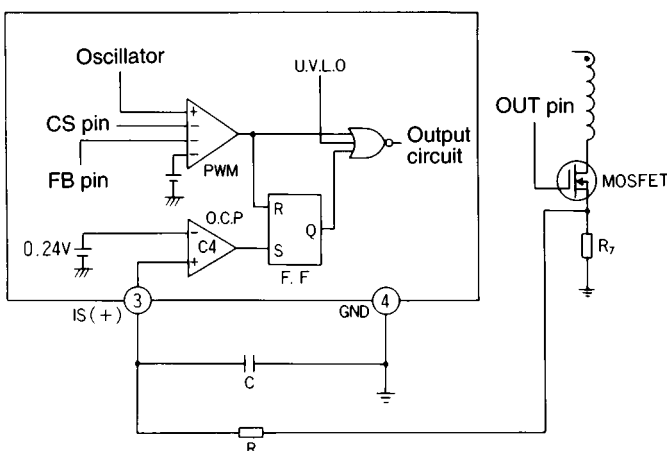 Oscillator
U.V.L.O
CS pin
OUT pin
+
−
−
−
Output
circuit
FB pin
PWM
MOSFET
O.C.P
R
Q
R7
0.24V
−
C4
S
+
F. F
3
4
IS(+)
GND
C
R